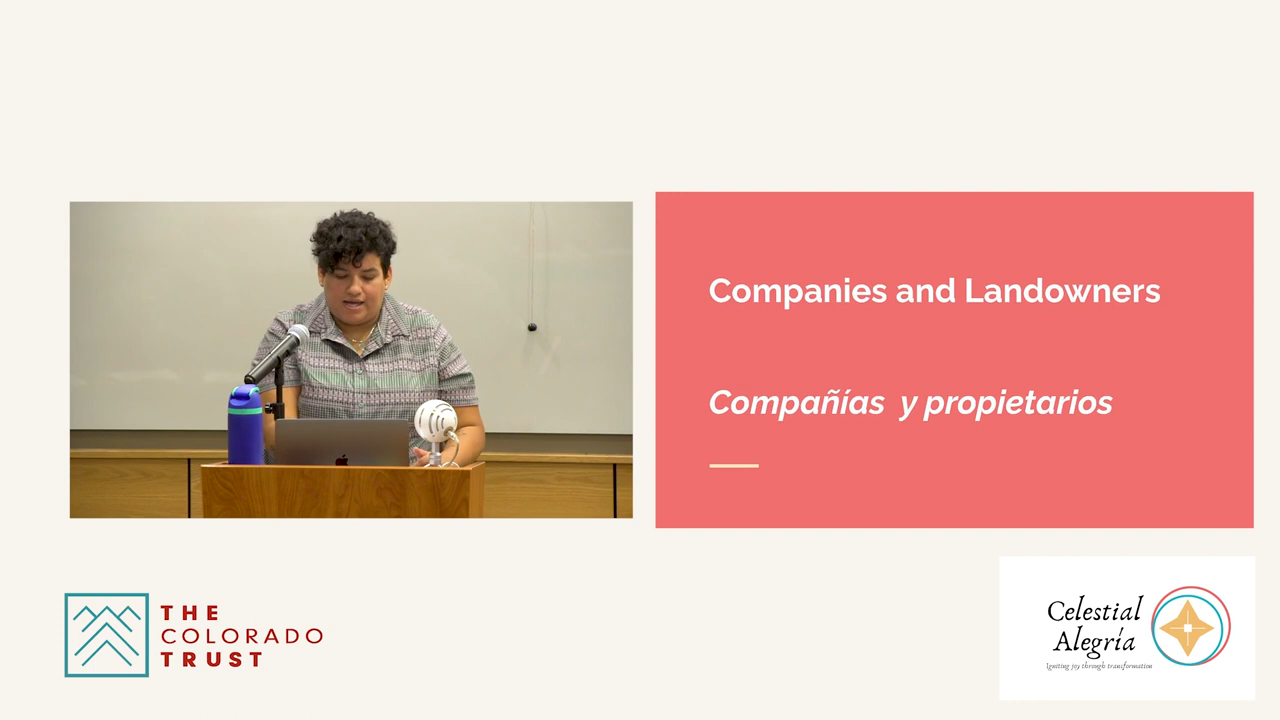 Companies and Landowners
Compañías y propietarios
THE
COLORADO
TRUST
Celestial
Alegría
Igniting joy through transformation